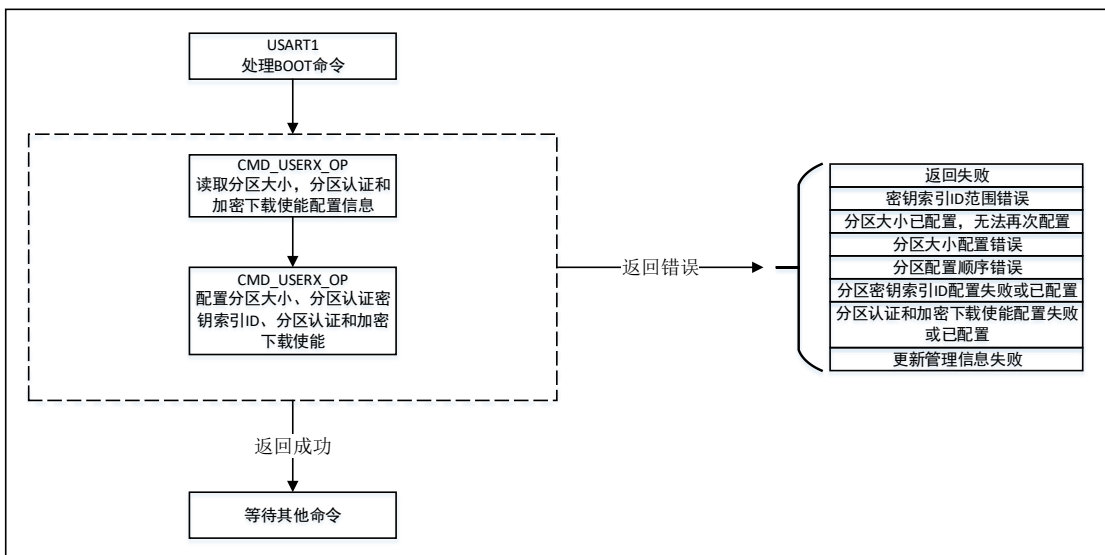 USART1
处理BOOT命令
CMD_USERX_OP
读取分区大小，分区认证和
加密下载使能配置信息
CMD_USERX_OP
配置分区大小、分区认证密
钥索引ID、分区认证和加密
下载使能
返回成功
等待其他命令
返回错误
返回失败
密钥索引ID范围错误
分区大小已配置，无法再次配置
分区大小配置错误
分区配置顺序错误
分区密钥索引ID配置失败或已配置
分区认证和加密下载使能配置失败
或已配置
更新管理信息失败